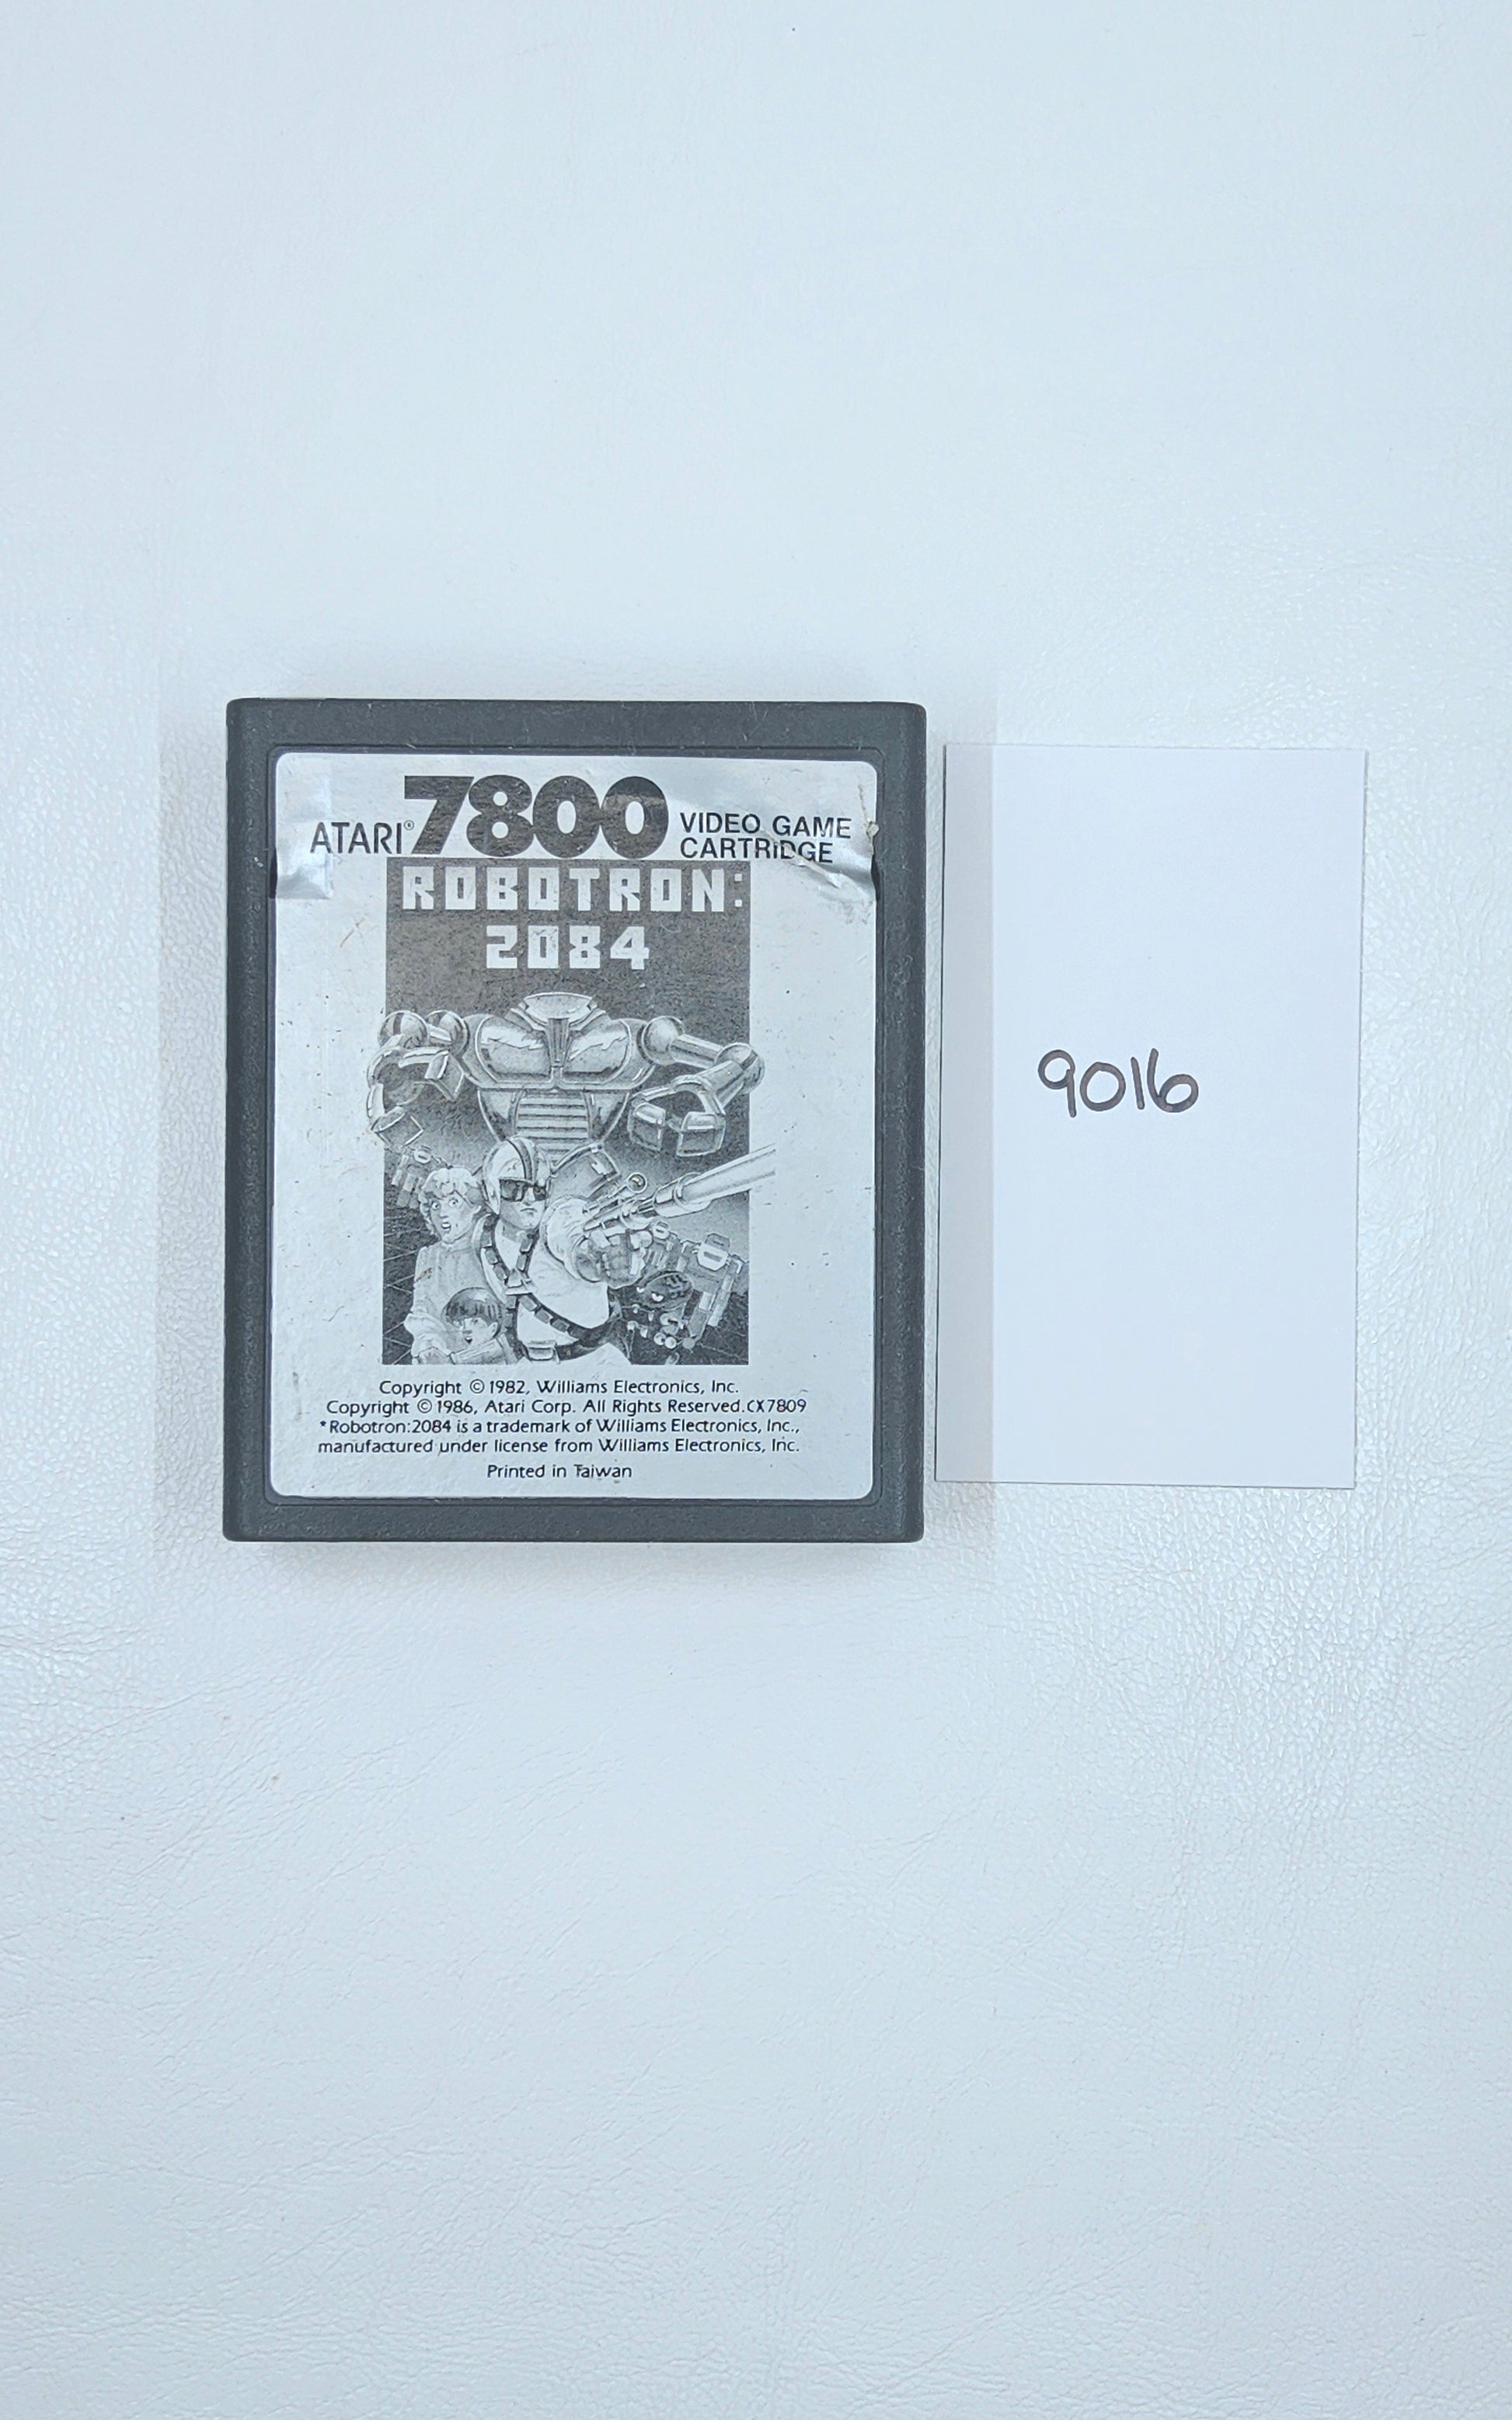 ATARI® 7800 VIDEO GAME
CARTRIDGE
ROBOTRON:
2084
Copyright © 1982, Williams Electronics, Inc.
Copyright © 1986, Atari Corp. All Rights Reserved. CX7809
*Robotron:2084 is a trademark of Williams Electronics, Inc.,
manufactured under license from Williams Electronics, Inc.
Printed in Taiwan
9016